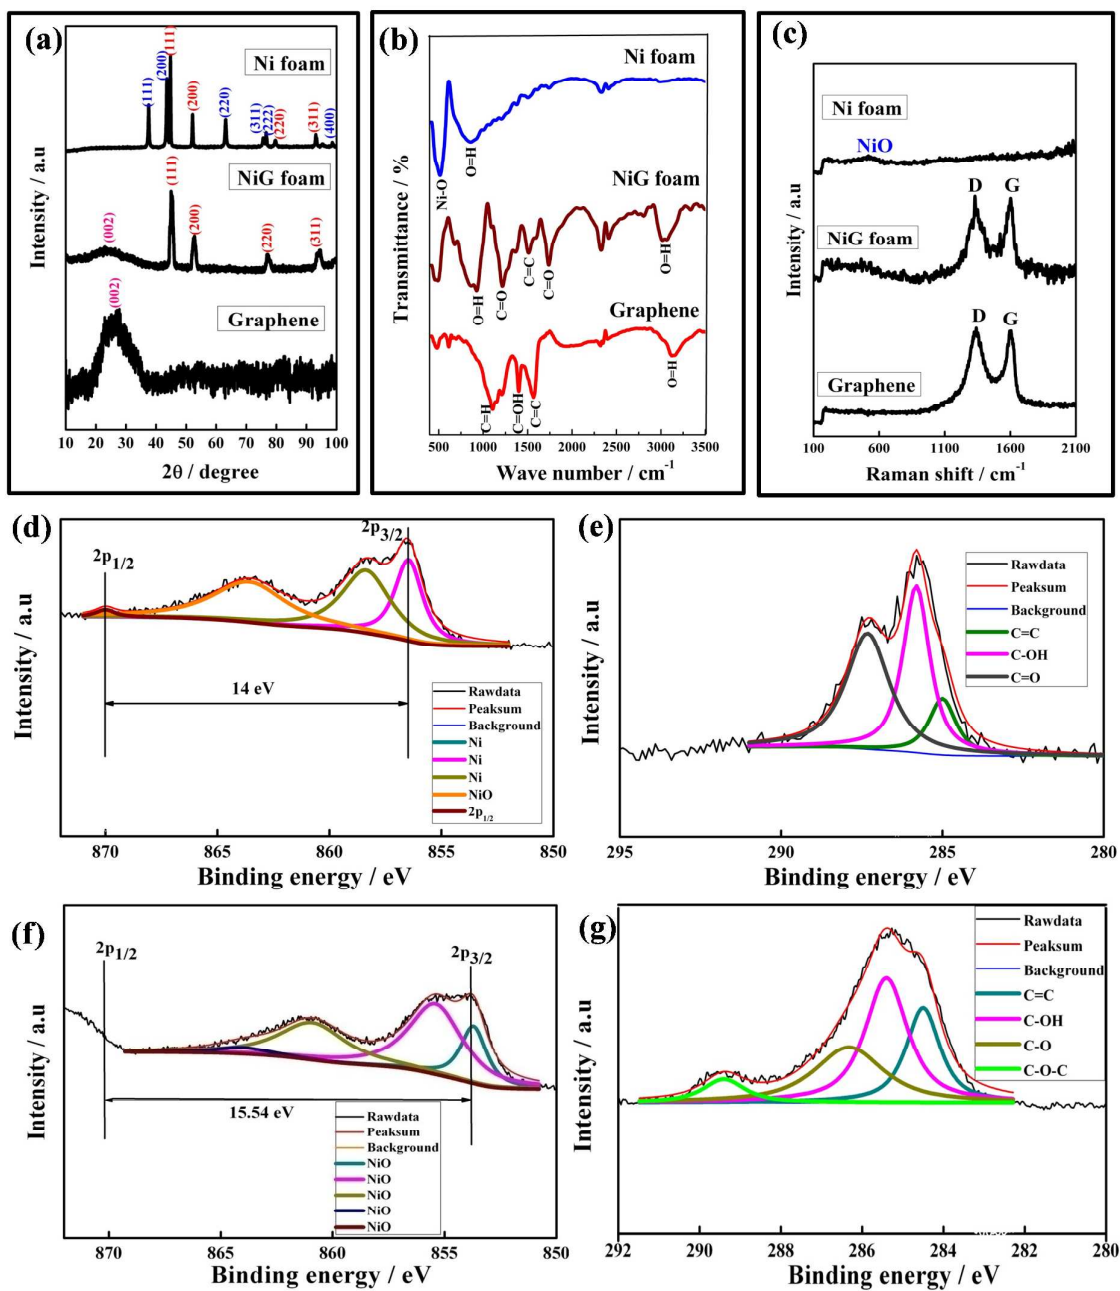 (a)
(111)
(200)
(111)
(200)
(220)
(311)
(222)
(220)
(311)
(400)
Ni foam
NiG foam
(002)
(111)
(200)
(220)
(311)
(002)
Graphene
Intensity / a.u
10 20 30 40 50 60 70 80 90 100
2θ / degree
(b)
Ni foam
Ni-O
O=H
NiG foam
O=H
C=O
C=C
C=O
O=H
Graphene
C=H
C=OH
C=C
O=H
Transmittance / %
500 1000 1500 2000 2500 3000 3500
Wave number / cm-1
(c)
Ni foam
NiO
D G
NiG foam
D G
Graphene
Intensity / a.u
100 600 1100 1600 2100
Raman shift / cm-1
(d)
2p1/2
2p3/2
14 eV
Rawdata
Peaksum
Background
Ni
Ni
Ni
NiO
2p1/2
Intensity / a.u
870 865 860 855 850
Binding energy / eV
(e)
Rawdata
Peaksum
Background
C=C
C-OH
C=O
Intensity / a.u
295 290 285 280
Binding energy / eV
(f)
2p1/2
2p3/2
15.54 eV
Rawdata
Peaksum
Background
NiO
NiO
NiO
NiO
NiO
Intensity / a.u
870 865 860 855 850
Binding energy / eV
(g)
Rawdata
Peaksum
Background
C=C
C-OH
C-O
C-O-C
Intensity / a.u
292 290 288 286 284 282 280
Binding energy / eV